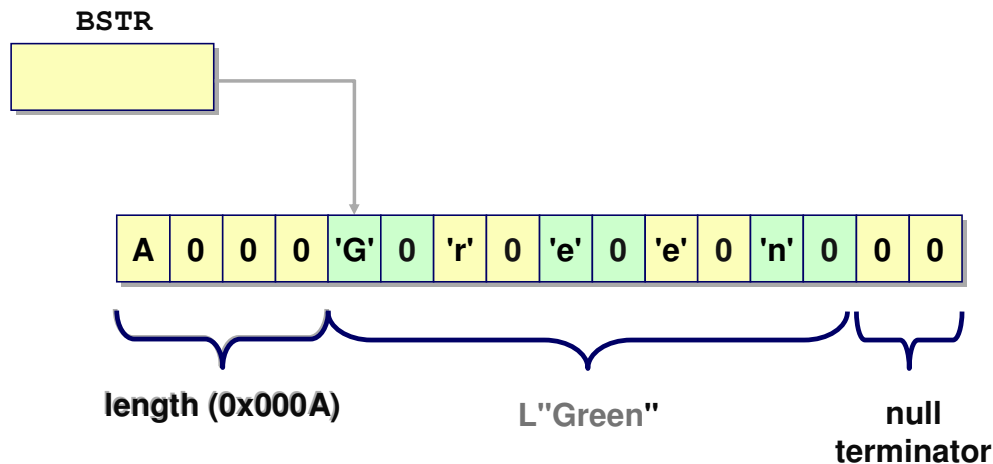 BSTR
A 0 0 0 'G' 0 'r' 0 'e' 0 'e' 0 'n' 0 0 0
length (0x000A)
L"Green"
null
terminator